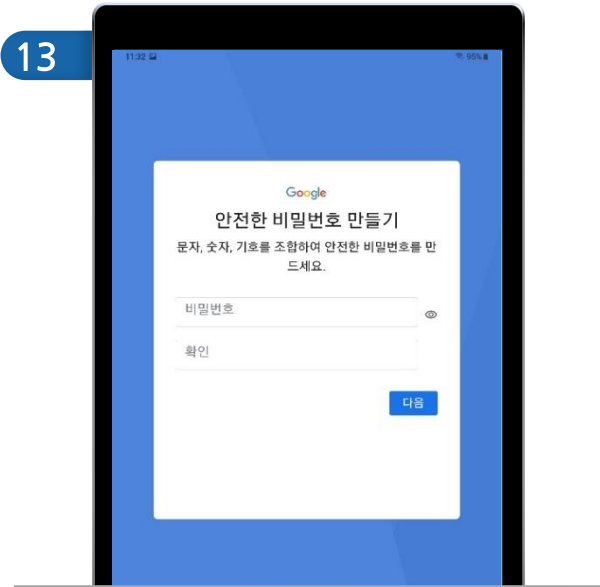 13
11:32
95%
Google
안전한 비밀번호 만들기
문자, 숫자, 기호를 조합하여 안전한 비밀번호를 만
드세요.
비밀번호
확인
다음